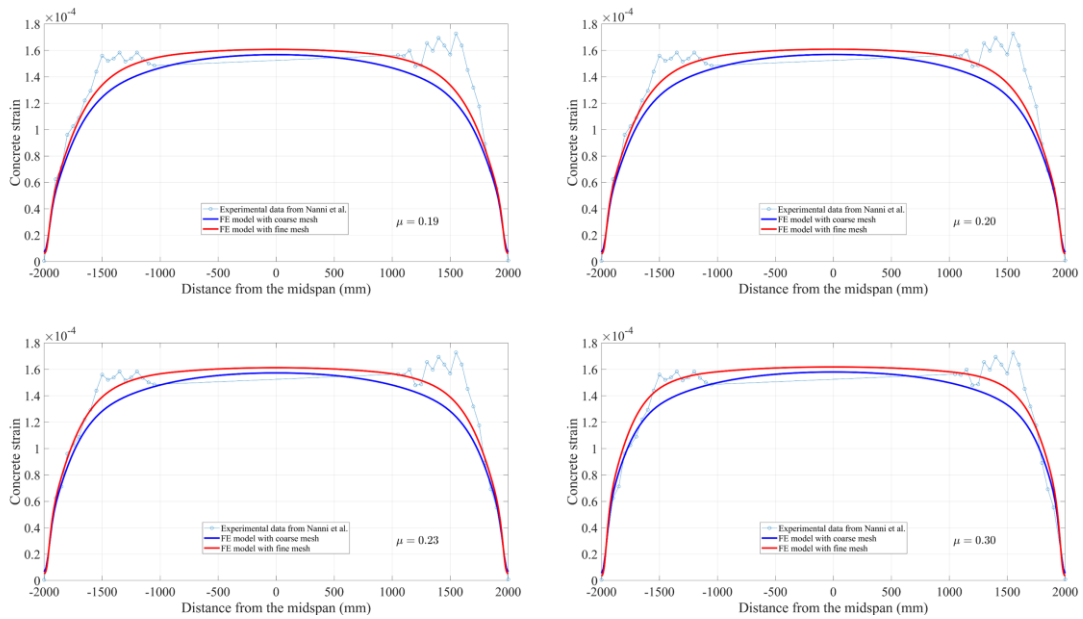 ×10⁻⁴
1.8
1.6
1.4
1.2
1
0.8
0.6
0.4
0.2
0
Concrete strain
Experimental data from Nanni et al.
FE model with coarse mesh
FE model with fine mesh
μ = 0.19
-2000 -1500 -1000 -500 0 500 1000 1500 2000
Distance from the midspan (mm)
×10⁻⁴
1.8
1.6
1.4
1.2
1
0.8
0.6
0.4
0.2
0
Concrete strain
Experimental data from Nanni et al.
FE model with coarse mesh
FE model with fine mesh
μ = 0.20
-2000 -1500 -1000 -500 0 500 1000 1500 2000
Distance from the midspan (mm)
×10⁻⁴
1.8
1.6
1.4
1.2
1
0.8
0.6
0.4
0.2
0
Concrete strain
Experimental data from Nanni et al.
FE model with coarse mesh
FE model with fine mesh
μ = 0.23
-2000 -1500 -1000 -500 0 500 1000 1500 2000
Distance from the midspan (mm)
×10⁻⁴
1.8
1.6
1.4
1.2
1
0.8
0.6
0.4
0.2
0
Concrete strain
Experimental data from Nanni et al.
FE model with coarse mesh
FE model with fine mesh
μ = 0.30
-2000 -1500 -1000 -500 0 500 1000 1500 2000
Distance from the midspan (mm)